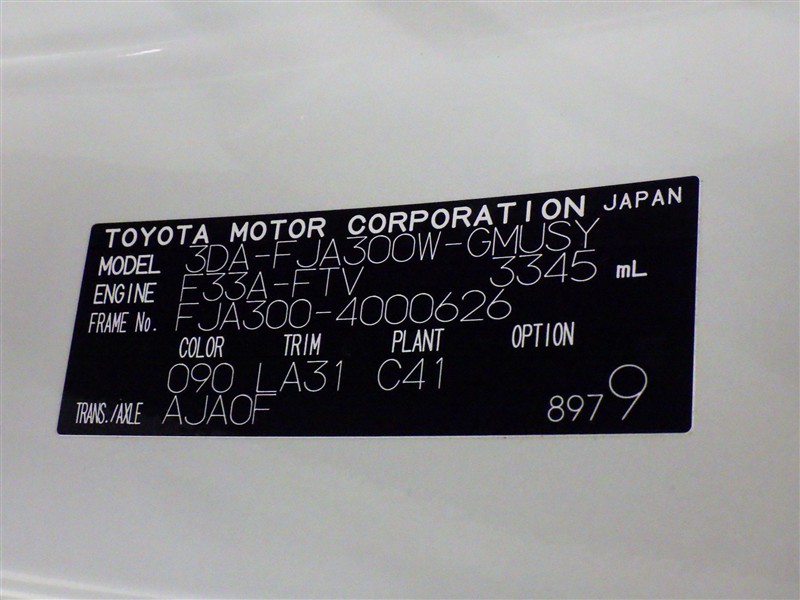 TOYOTA MOTOR CORPORATION JAPAN
MODEL 3DA-FJA300W-GMUSY
ENGINE F33A-FTV 3345 mL
FRAME No. FJA300-4000626
COLOR TRIM PLANT OPTION
090 LA31 C41
TRANS./AXLE AJA0F 8979